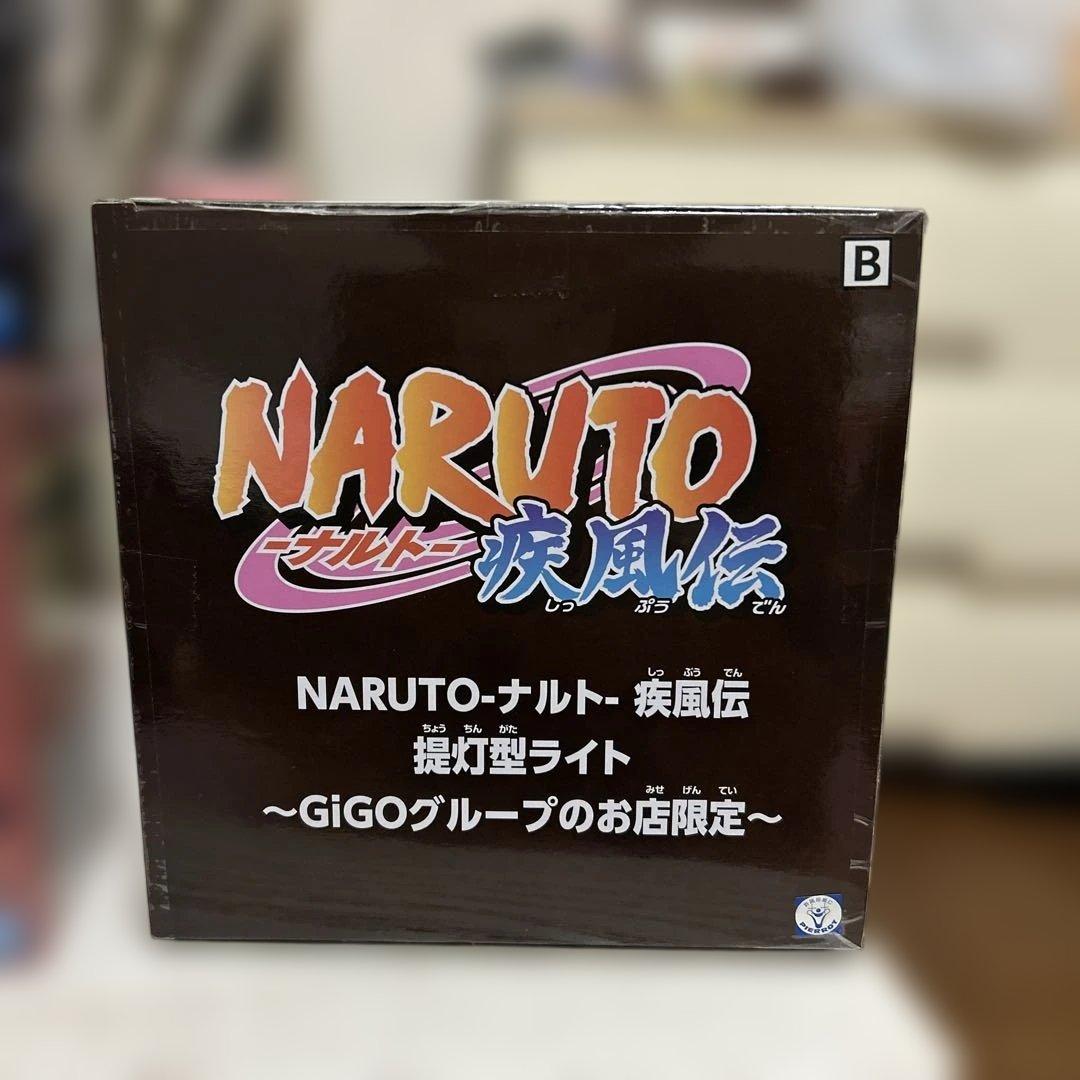 B
NARUTO
-ナルト- 疾風伝
しっ ぷう でん
しっ ぷう でん
NARUTO-ナルト- 疾風伝
ちょう ちん がた
提灯型ライト
みせ げん てい
～GiGOグループのお店限定～
PIERROT